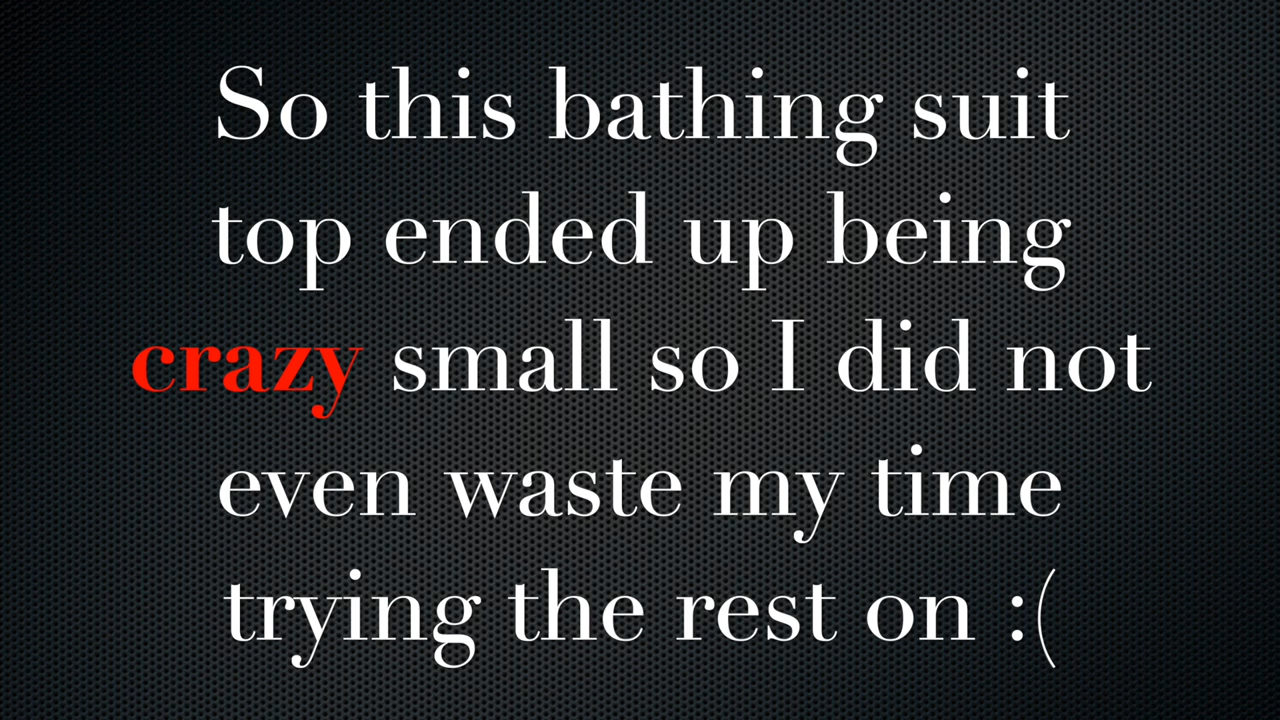 So this bathing suit
top ended up being
crazy small so I did not
even waste my time
trying the rest on :(